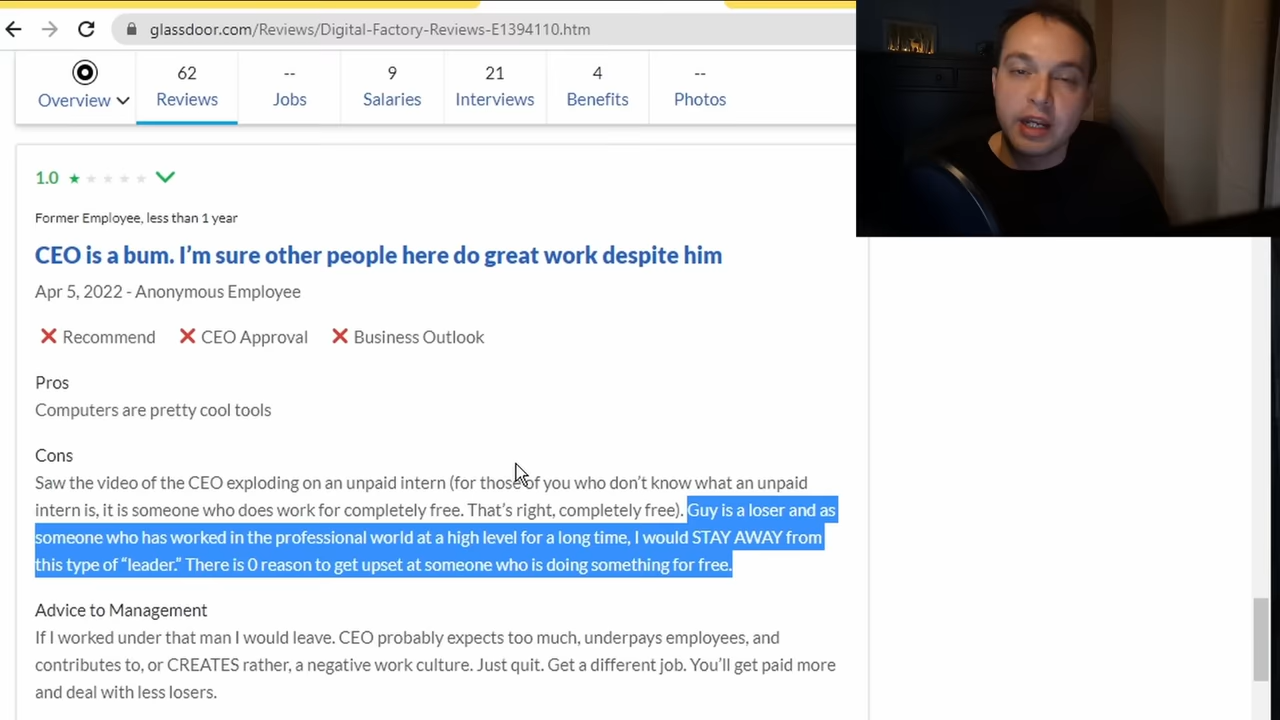 glassdoor.com/Reviews/Digital-Factory-Reviews-E1394110.htm
62 -- 9 21 4 --
Overview Reviews Jobs Salaries Interviews Benefits Photos
1.0
Former Employee, less than 1 year
CEO is a bum. I’m sure other people here do great work despite him
Apr 5, 2022 - Anonymous Employee
Recommend CEO Approval Business Outlook
Pros
Computers are pretty cool tools
Cons
Saw the video of the CEO exploding on an unpaid intern (for those of you who don’t know what an unpaid
intern is, it is someone who does work for completely free. That’s right, completely free). Guy is a loser and as
someone who has worked in the professional world at a high level for a long time, I would STAY AWAY from
this type of “leader.” There is 0 reason to get upset at someone who is doing something for free.
Advice to Management
If I worked under that man I would leave. CEO probably expects too much, underpays employees, and
contributes to, or CREATES rather, a negative work culture. Just quit. Get a different job. You’ll get paid more
and deal with less losers.